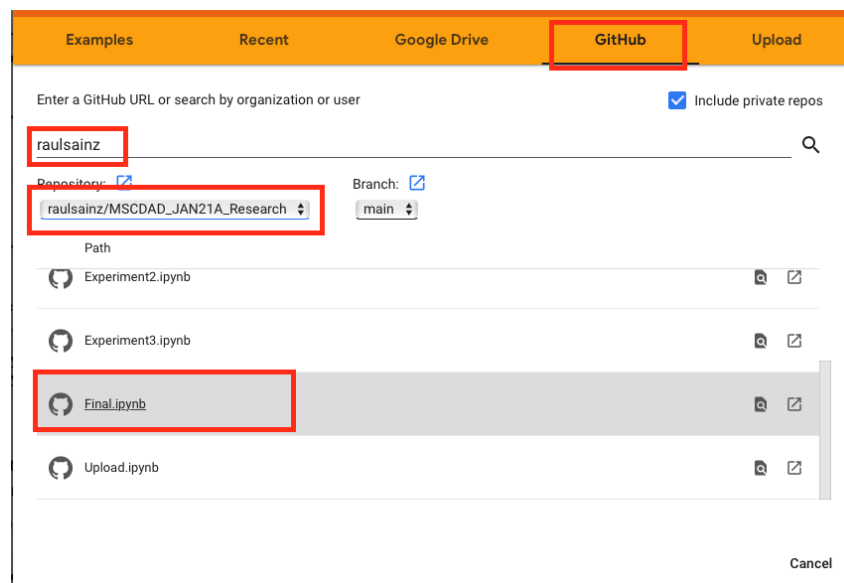 Examples Recent Google Drive GitHub Upload
Enter a GitHub URL or search by organization or user Include private repos
raulsainz
Repository: Branch:
raulsainz/MSCDAD_JAN21A_Research main
Path
Experiment2.ipynb
Experiment3.ipynb
Final.ipynb
Upload.ipynb
Cancel